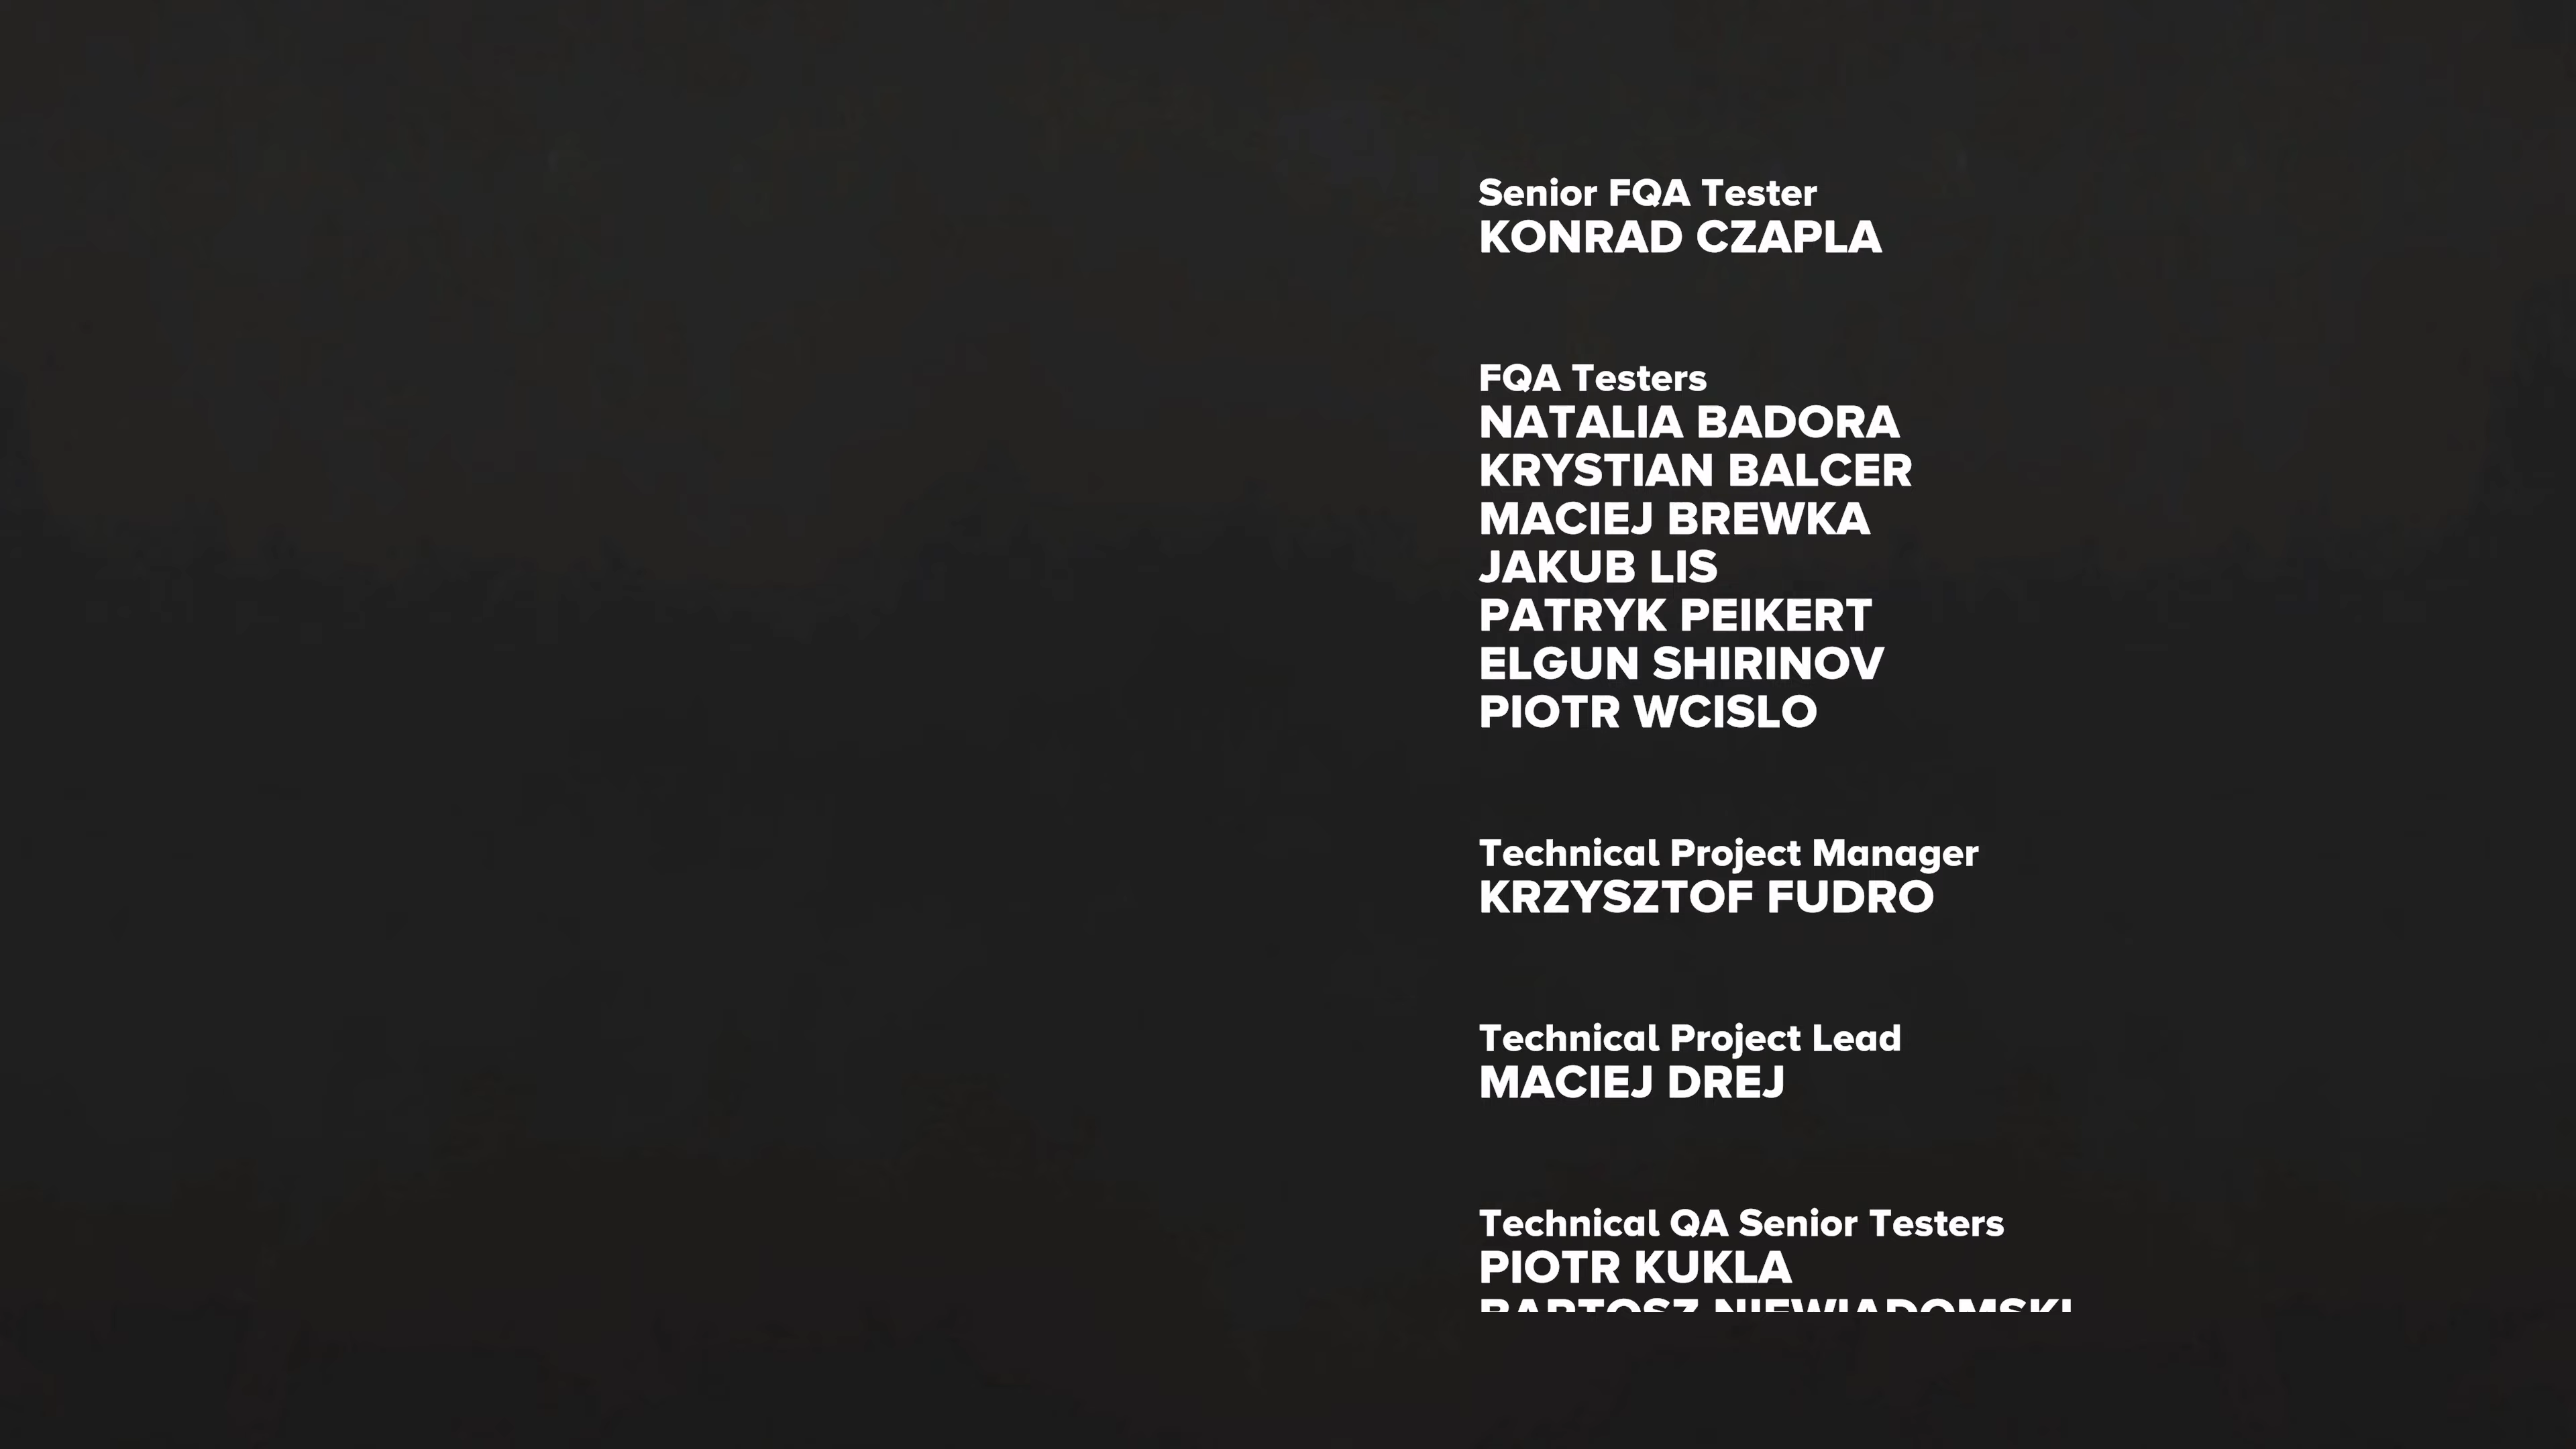 Senior FQA Tester
KONRAD CZAPLA
FQA Testers
NATALIA BADORA
KRYSTIAN BALCER
MACIEJ BREWKA
JAKUB LIS
PATRYK PEIKERT
ELGUN SHIRINOV
PIOTR WCISLO
Technical Project Manager
KRZYSZTOF FUDRO
Technical Project Lead
MACIEJ DREJ
Technical QA Senior Testers
PIOTR KUKLA
BARTOSZ NIEWIADOMSKI